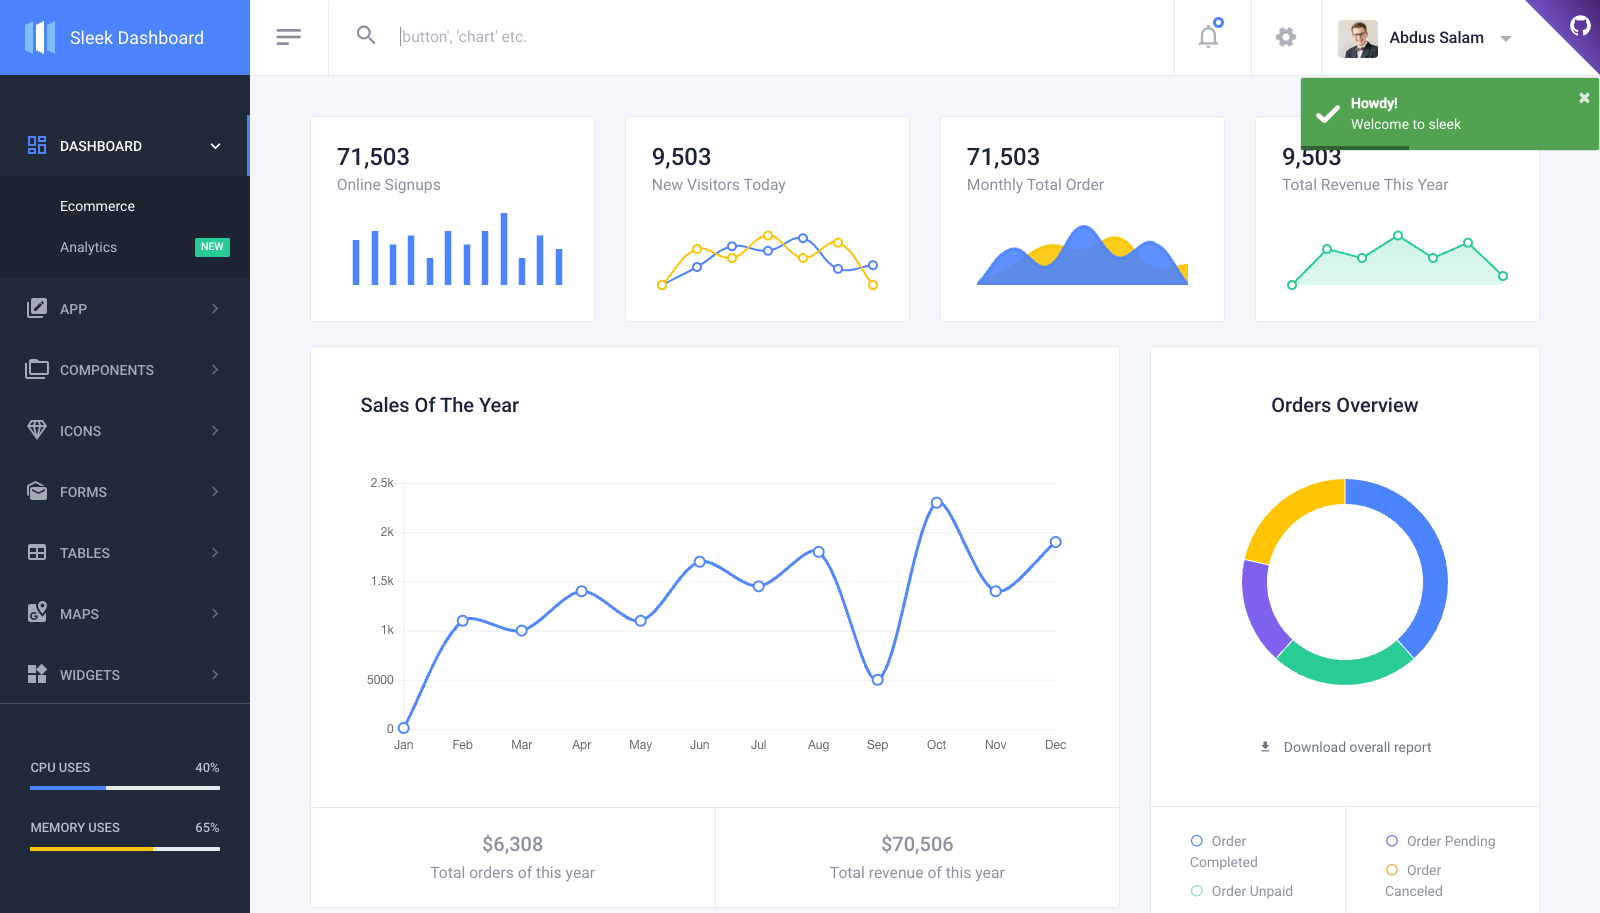 Sleek Dashboard
button', 'chart' etc.
Abdus Salam
Howdy!
Welcome to sleek
DASHBOARD
Ecommerce
Analytics
NEW
APP
COMPONENTS
ICONS
FORMS
TABLES
MAPS
WIDGETS
CPU USES
40%
MEMORY USES
65%
71,503
Online Signups
9,503
New Visitors Today
71,503
Monthly Total Order
9,503
Total Revenue This Year
Sales Of The Year
2.5k
2k
1.5k
1k
5000
0
Jan Feb Mar Apr May Jun Jul Aug Sep Oct Nov Dec
$6,308
Total orders of this year
$70,506
Total revenue of this year
Orders Overview
Download overall report
Order
Completed
Order Unpaid
Order Pending
Order
Canceled